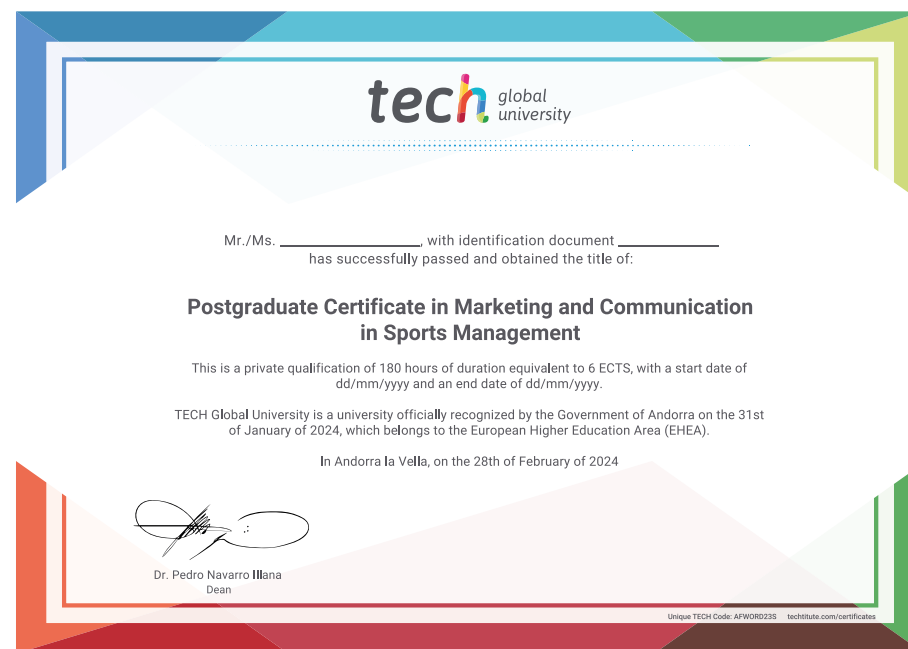 tech global
university
Mr./Ms. ____________________, with identification document ______________
has successfully passed and obtained the title of:
Postgraduate Certificate in Marketing and Communication
in Sports Management
This is a private qualification of 180 hours of duration equivalent to 6 ECTS, with a start date of
dd/mm/yyyy and an end date of dd/mm/yyyy.
TECH Global University is a university officially recognized by the Government of Andorra on the 31st
of January of 2024, which belongs to the European Higher Education Area (EHEA).
In Andorra la Vella, on the 28th of February of 2024
Dr. Pedro Navarro Illana
Dean
Unique TECH Code: AFWORD23S techtitute.com/certificates